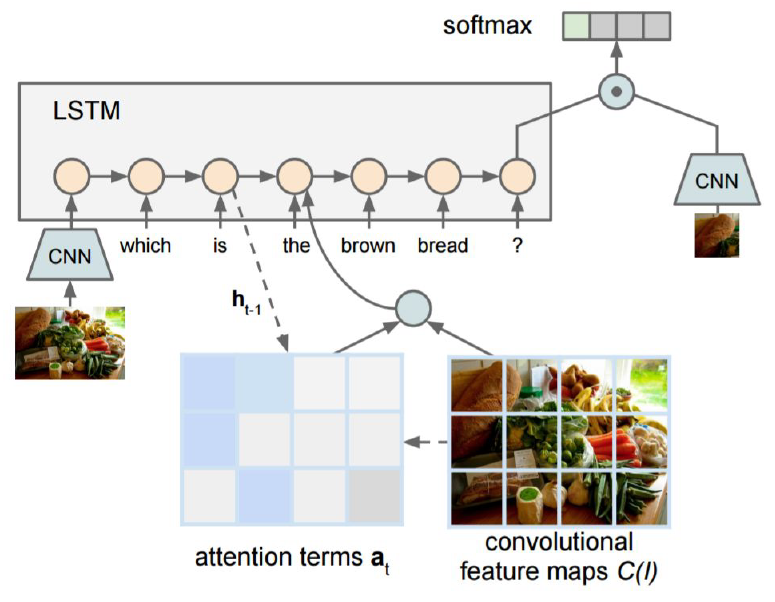 softmax
LSTM
CNN
CNN
which is the brown bread ?
h_t-1
attention terms a_t
convolutional
feature maps C(I)